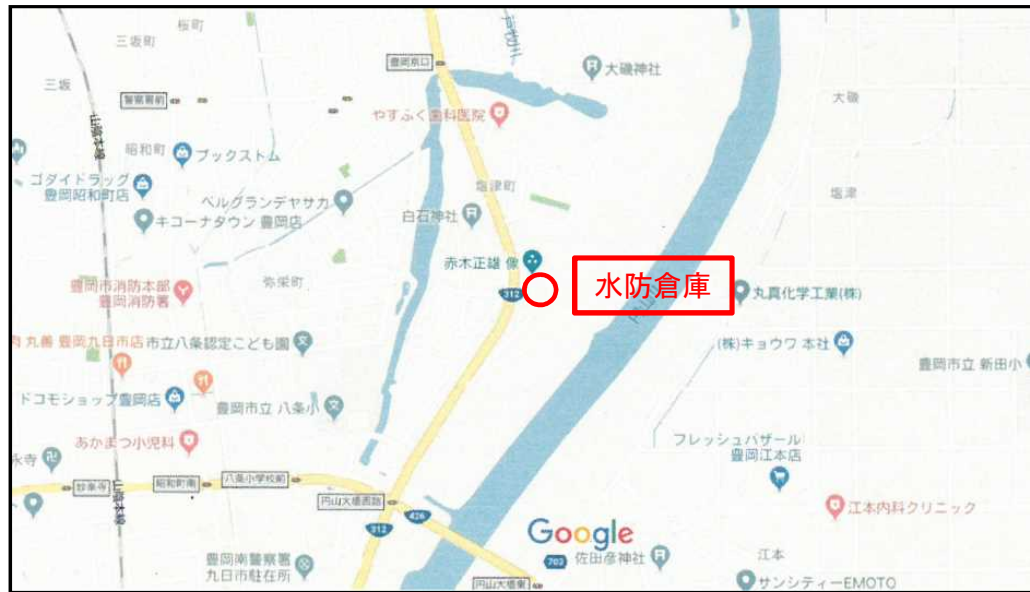 桜町
三坂町
三坂
豊岡京口
大磯神社
大磯
警察署前
やすふく歯科医院
山陰本線
昭和町
ブックストム
ゴダイドラッグ
豊岡昭和町店
ベルグランデヤサカ
塩津町
塩津
キコーナタウン 豊岡店
白石神社
赤木正雄 像
水防倉庫
312
豊岡市消防本部
豊岡消防署
弥栄町
丸真化学工業(株)
円山川
肉 丸善 豊岡九日市店
市立八条認定こども園
(株)キョウワ 本社
豊岡市立 新田小
ドコモショップ豊岡店
豊岡市立 八条小
あかまつ小児科
フレッシュバザール
豊岡江本店
永寺
妙楽寺
昭和町南
八条小学校前
山陰本線
円山大橋西詰
江本内科クリニック
312
426
Google
豊岡南警察署
九日市駐在所
703
佐田彦神社
江本
円山大橋東
サンシティーEMOTO